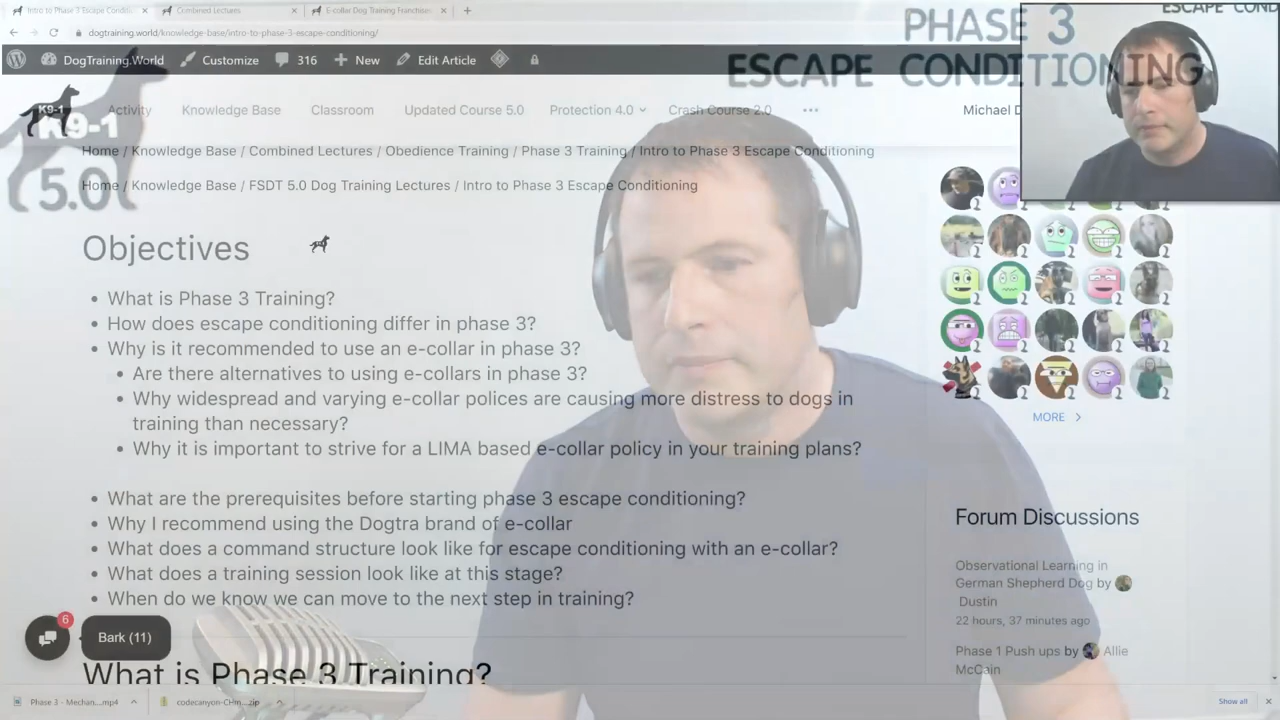 Intro to Phase 3 Escape Condit
Combined Lectures
E-collar Dog Training Franchises
dogtraining.world/knowledge-base/intro-to-phase-3-escape-conditioning/
PHASE 3
ESCAPE CONDITIONING
ESCAPE COND
DogTraining.World
Customize
316
New
Edit Article
K9-1
K9-1
5.0
Activity
Knowledge Base
Classroom
Updated Course 5.0
Protection 4.0
Crash Course 2.0
Michael D
Home / Knowledge Base / Combined Lectures / Obedience Training / Phase 3 Training / Intro to Phase 3 Escape Conditioning
Home / Knowledge Base / FSDT 5.0 Dog Training Lectures / Intro to Phase 3 Escape Conditioning
Objectives
• What is Phase 3 Training?
• How does escape conditioning differ in phase 3?
• Why is it recommended to use an e-collar in phase 3?
• Are there alternatives to using e-collars in phase 3?
• Why widespread and varying e-collar polices are causing more distress to dogs in
training than necessary?
• Why it is important to strive for a LIMA based e-collar policy in your training plans?
• What are the prerequisites before starting phase 3 escape conditioning?
• Why I recommend using the Dogtra brand of e-collar
• What does a command structure look like for escape conditioning with an e-collar?
• What does a training session look like at this stage?
• When do we know we can move to the next step in training?
What is Phase 3 Training?
MORE
Forum Discussions
Observational Learning in
German Shepherd Dog by
Dustin
22 hours, 37 minutes ago
Phase 1 Push ups by Allie
McCain
6
Bark (11)
Phase 3 - Mechan....mp4
codecanyon-CHm....zip
Show all